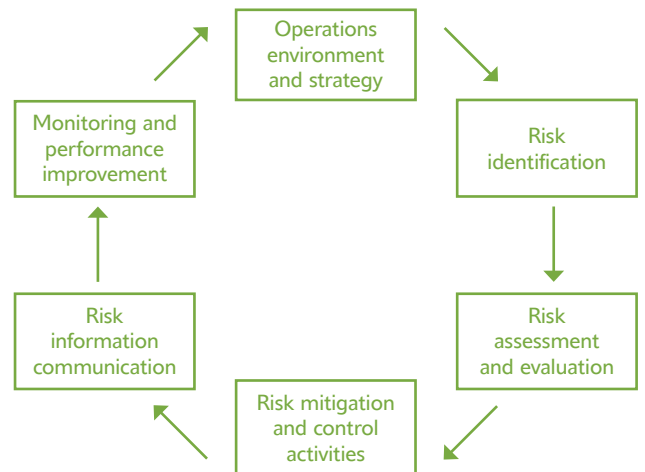 Operations
environment
and strategy
Risk
identification
Risk
assessment
and evaluation
Risk mitigation
and control
activities
Risk
information
communication
Monitoring and
performance
improvement